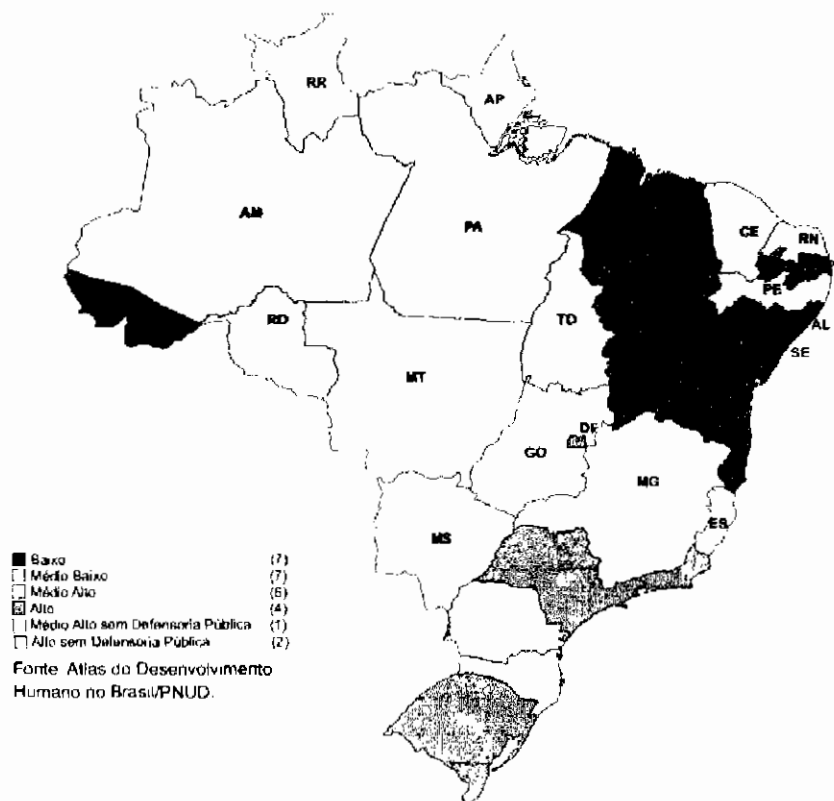 RR
AP
AM
PA
CE
RN
PE
AL
SE
TO
RO
MT
DF
GO
MG
ES
MS
Baixo (7)
Médio Baixo (7)
Médio Alto (6)
Alto (4)
Médio Alto sem Defensoria Pública (1)
Alto sem Defensoria Pública (2)
Fonte Atlas do Desenvolvimento
Humano no Brasil/PNUD.